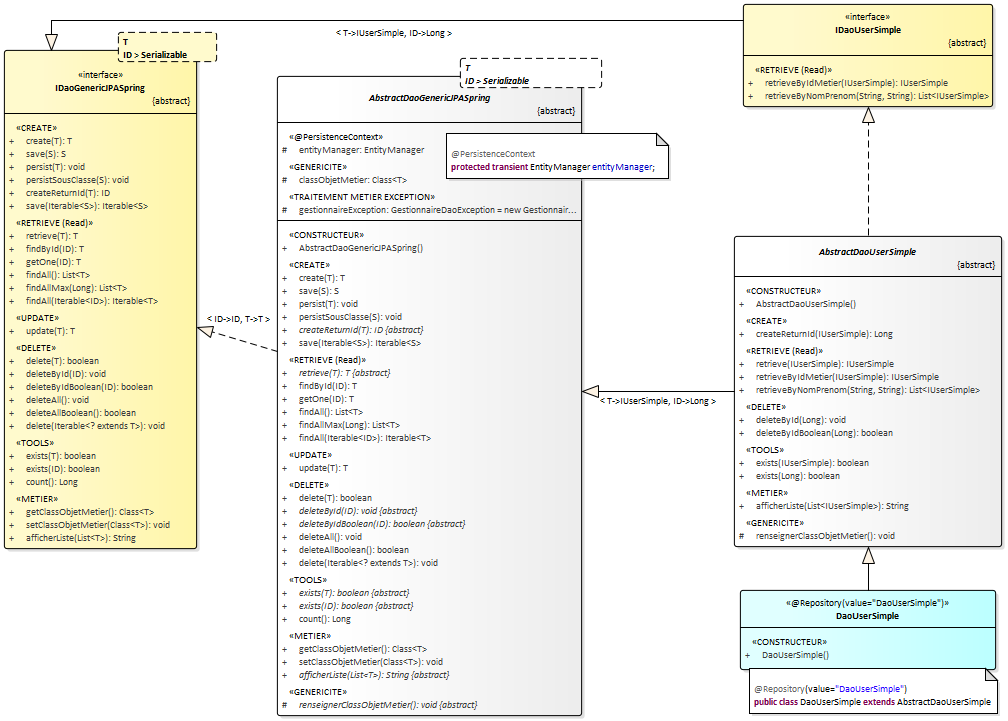 < T->IUserSimple, ID->Long >
T
ID > Serializable
«interface»
IDaoGenericJPASpring
{abstract}
«CREATE»
+ create(T): T
+ save(S): S
+ persist(T): void
+ persistSousClasse(S): void
+ createReturnId(T): ID
+ save(Iterable<S>): Iterable<S>
«RETRIEVE (Read)»
+ retrieve(T): T
+ findById(ID): T
+ getOne(ID): T
+ findAll(): List<T>
+ findAllMax(Long): List<T>
+ findAll(Iterable<ID>): Iterable<T>
«UPDATE»
+ update(T): T
«DELETE»
+ delete(T): boolean
+ deleteById(ID): void
+ deleteByIdBoolean(ID): boolean
+ deleteAll(): void
+ deleteAllBoolean(): boolean
+ delete(Iterable<? extends T>): void
«TOOLS»
+ exists(T): boolean
+ exists(ID): boolean
+ count(): Long
«METIER»
+ getClassObjetMetier(): Class<T>
+ setClassObjetMetier(Class<T>): void
+ afficherListe(List<T>): String
< ID->ID, T->T >
T
ID > Serializable
AbstractDaoGenericJPASpring
{abstract}
«@PersistenceContext»
# entityManager: EntityManager
«GENERICITE»
# classObjetMetier: Class<T>
«TRAITEMENT METIER EXCEPTION»
# gestionnaireException: GestionnaireDaoException = new Gestionnair...
@PersistenceContext
protected transient EntityManager entityManager;
«CONSTRUCTEUR»
+ AbstractDaoGenericJPASpring()
«CREATE»
+ create(T): T
+ save(S): S
+ persist(T): void
+ persistSousClasse(S): void
+ createReturnId(T): ID {abstract}
+ save(Iterable<S>): Iterable<S>
«RETRIEVE (Read)»
+ retrieve(T): T {abstract}
+ findById(ID): T
+ getOne(ID): T
+ findAll(): List<T>
+ findAllMax(Long): List<T>
+ findAll(Iterable<ID>): Iterable<T>
«UPDATE»
+ update(T): T
«DELETE»
+ delete(T): boolean
+ deleteById(ID): void {abstract}
+ deleteByIdBoolean(ID): boolean {abstract}
+ deleteAll(): void
+ deleteAllBoolean(): boolean
+ delete(Iterable<? extends T>): void
«TOOLS»
+ exists(T): boolean {abstract}
+ exists(ID): boolean {abstract}
+ count(): Long
«METIER»
+ getClassObjetMetier(): Class<T>
+ setClassObjetMetier(Class<T>): void
+ afficherListe(List<T>): String {abstract}
«GENERICITE»
# renseignerClassObjetMetier(): void {abstract}
< T->IUserSimple, ID->Long >
«interface»
IDaoUserSimple
{abstract}
«RETRIEVE (Read)»
+ retrieveByIdMetier(IUserSimple): IUserSimple
+ retrieveByNomPrenom(String, String): List<IUserSimple>
AbstractDaoUserSimple
{abstract}
«CONSTRUCTEUR»
+ AbstractDaoUserSimple()
«CREATE»
+ createReturnId(IUserSimple): Long
«RETRIEVE (Read)»
+ retrieve(IUserSimple): IUserSimple
+ retrieveByIdMetier(IUserSimple): IUserSimple
+ retrieveByNomPrenom(String, String): List<IUserSimple>
«DELETE»
+ deleteById(Long): void
+ deleteByIdBoolean(Long): boolean
«TOOLS»
+ exists(IUserSimple): boolean
+ exists(Long): boolean
«METIER»
+ afficherListe(List<IUserSimple>): String
«GENERICITE»
# renseignerClassObjetMetier(): void
«@Repository(value="DaoUserSimple")»
DaoUserSimple
«CONSTRUCTEUR»
+ DaoUserSimple()
@Repository(value="DaoUserSimple")
public class DaoUserSimple extends AbstractDaoUserSimple